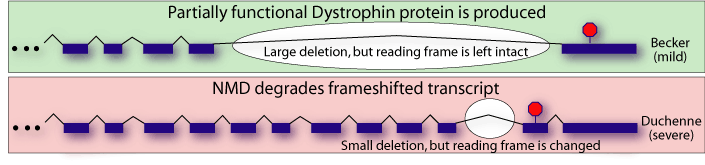 Partially functional Dystrophin protein is produced
Large deletion, but reading frame is left intact
Becker
(mild)
NMD degrades frameshifted transcript
Duchenne
(severe)
Small deletion, but reading frame is changed